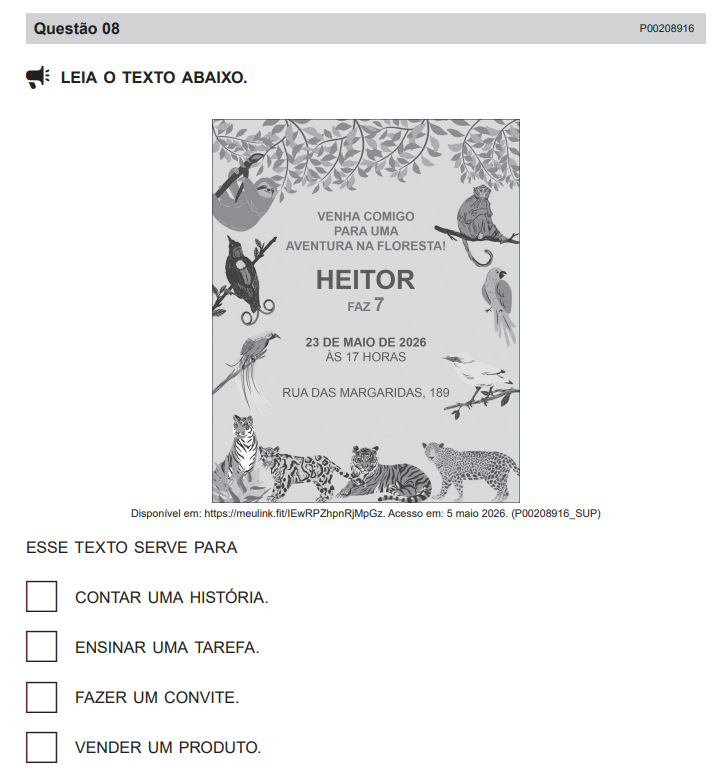 Questão 08
P00208916
LEIA O TEXTO ABAIXO.
VENHA COMIGO
PARA UMA
AVENTURA NA FLORESTA!
HEITOR
FAZ 7
23 DE MAIO DE 2026
ÀS 17 HORAS
RUA DAS MARGARIDAS, 189
Disponível em: https://meulink.fit/IEwRPZhpnRjMpGz. Acesso em: 5 maio 2026. (P00208916_SUP)
ESSE TEXTO SERVE PARA
CONTAR UMA HISTÓRIA.
ENSINAR UMA TAREFA.
FAZER UM CONVITE.
VENDER UM PRODUTO.